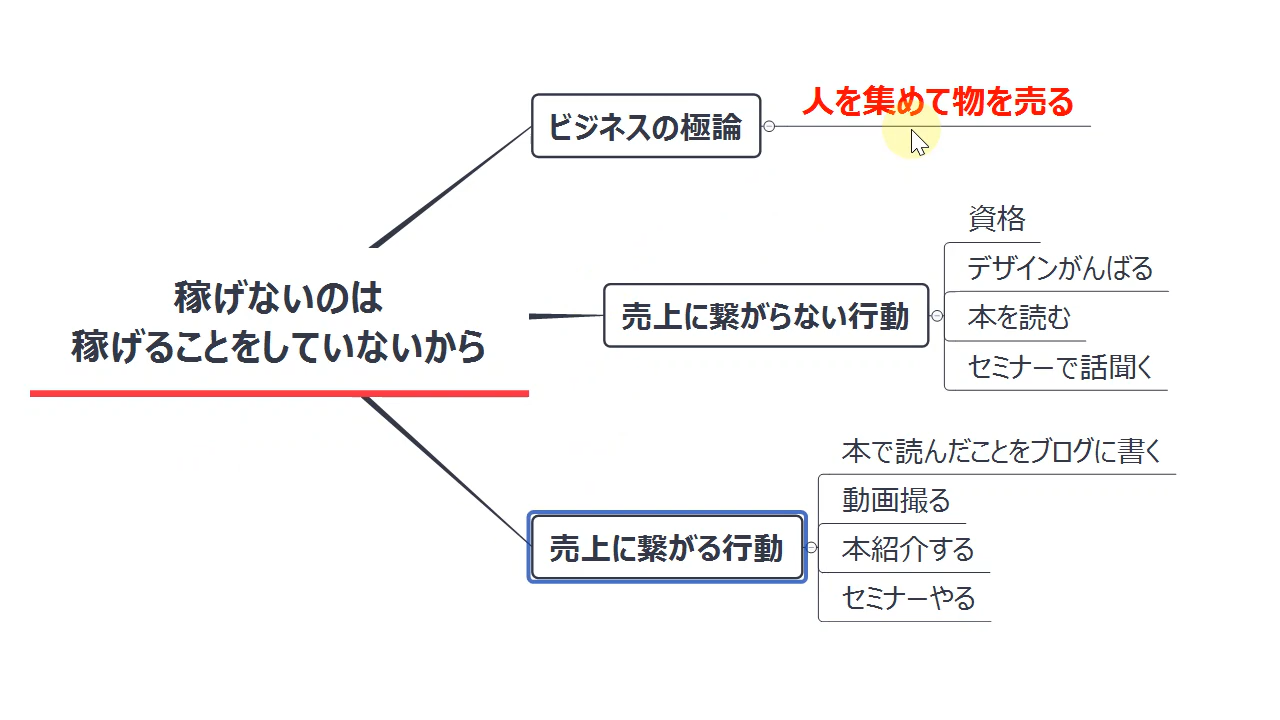 稼げないのは
稼げることをしていないから
ビジネスの極論
人を集めて物を売る
売上に繋がらない行動
資格
デザインがんばる
本を読む
セミナーで話聞く
売上に繋がる行動
本で読んだことをブログに書く
動画撮る
本紹介する
セミナーやる